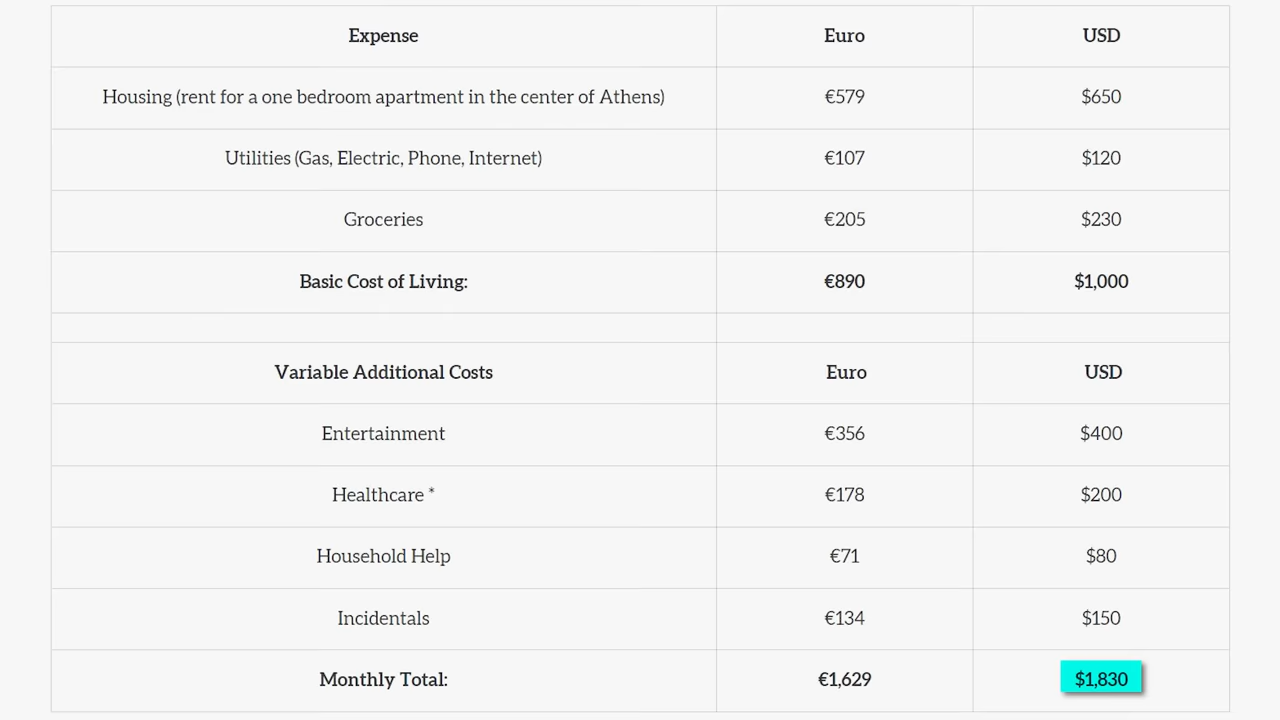 Expense Euro USD
Housing (rent for a one bedroom apartment in the center of Athens) €579 $650
Utilities (Gas, Electric, Phone, Internet) €107 $120
Groceries €205 $230
Basic Cost of Living: €890 $1,000
Variable Additional Costs Euro USD
Entertainment €356 $400
Healthcare * €178 $200
Household Help €71 $80
Incidentals €134 $150
Monthly Total: €1,629 $1,830